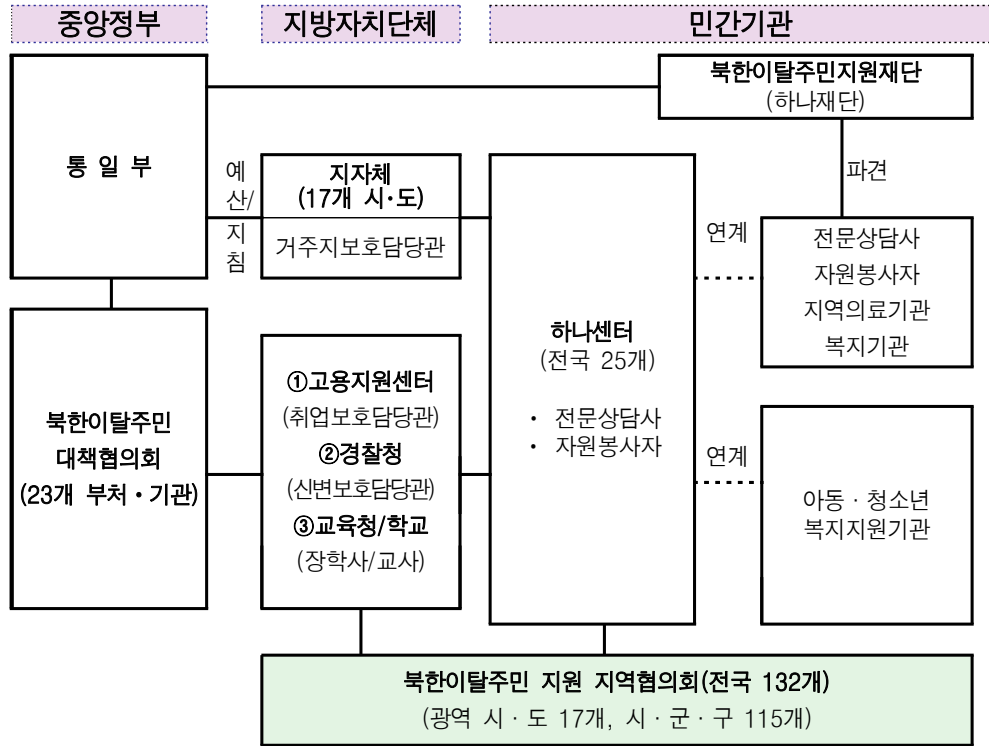 중앙정부
지방자치단체
민간기관
북한이탈주민지원재단
(하나재단)
통 일 부
예
산/
지
침
지자체
(17개 시·도)
거주지보호담당관
파견
연계
전문상담사
자원봉사자
지역의료기관
복지기관
하나센터
(전국 25개)
· 전문상담사
· 자원봉사자
북한이탈주민
대책협의회
(23개 부처·기관)
①고용지원센터
(취업보호담당관)
②경찰청
(신변보호담당관)
③교육청/학교
(장학사/교사)
연계
아동·청소년
복지지원기관
북한이탈주민 지원 지역협의회(전국 132개)
(광역 시·도 17개, 시·군·구 115개)